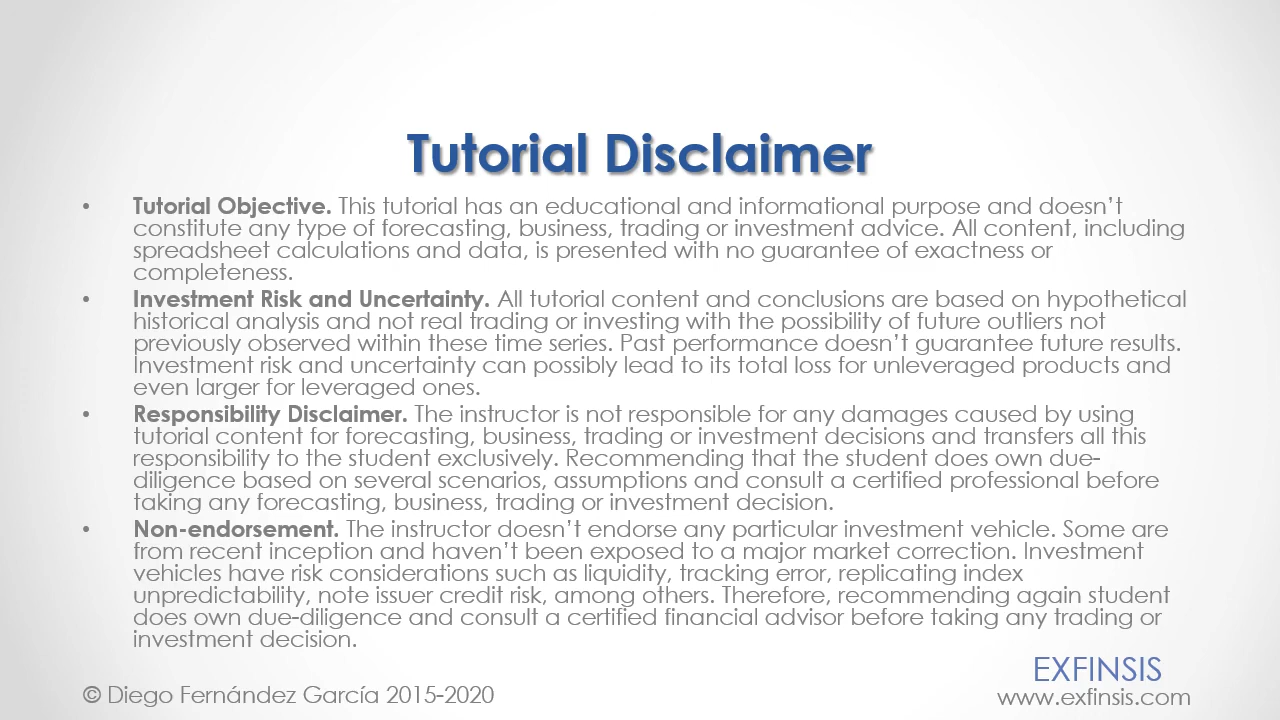 Tutorial Disclaimer
• Tutorial Objective. This tutorial has an educational and informational purpose and doesn't
constitute any type of forecasting, business, trading or investment advice. All content, including
spreadsheet calculations and data, is presented with no guarantee of exactness or
completeness.
• Investment Risk and Uncertainty. All tutorial content and conclusions are based on hypothetical
historical analysis and not real trading or investing with the possibility of future outliers not
previously observed within these time series. Past performance doesn't guarantee future results.
Investment risk and uncertainty can possibly lead to its total loss for unleveraged products and
even larger for leveraged ones.
• Responsibility Disclaimer. The instructor is not responsible for any damages caused by using
tutorial content for forecasting, business, trading or investment decisions and transfers all this
responsibility to the student exclusively. Recommending that the student does own due-
diligence based on several scenarios, assumptions and consult a certified professional before
taking any forecasting, business, trading or investment decision.
• Non-endorsement. The instructor doesn't endorse any particular investment vehicle. Some are
from recent inception and haven't been exposed to a major market correction. Investment
vehicles have risk considerations such as liquidity, tracking error, replicating index
unpredictability, note issuer credit risk, among others. Therefore, recommending again student
does own due-diligence and consult a certified financial advisor before taking any trading or
investment decision.
EXFINSIS
© Diego Fernández García 2015-2020
www.exfinsis.com